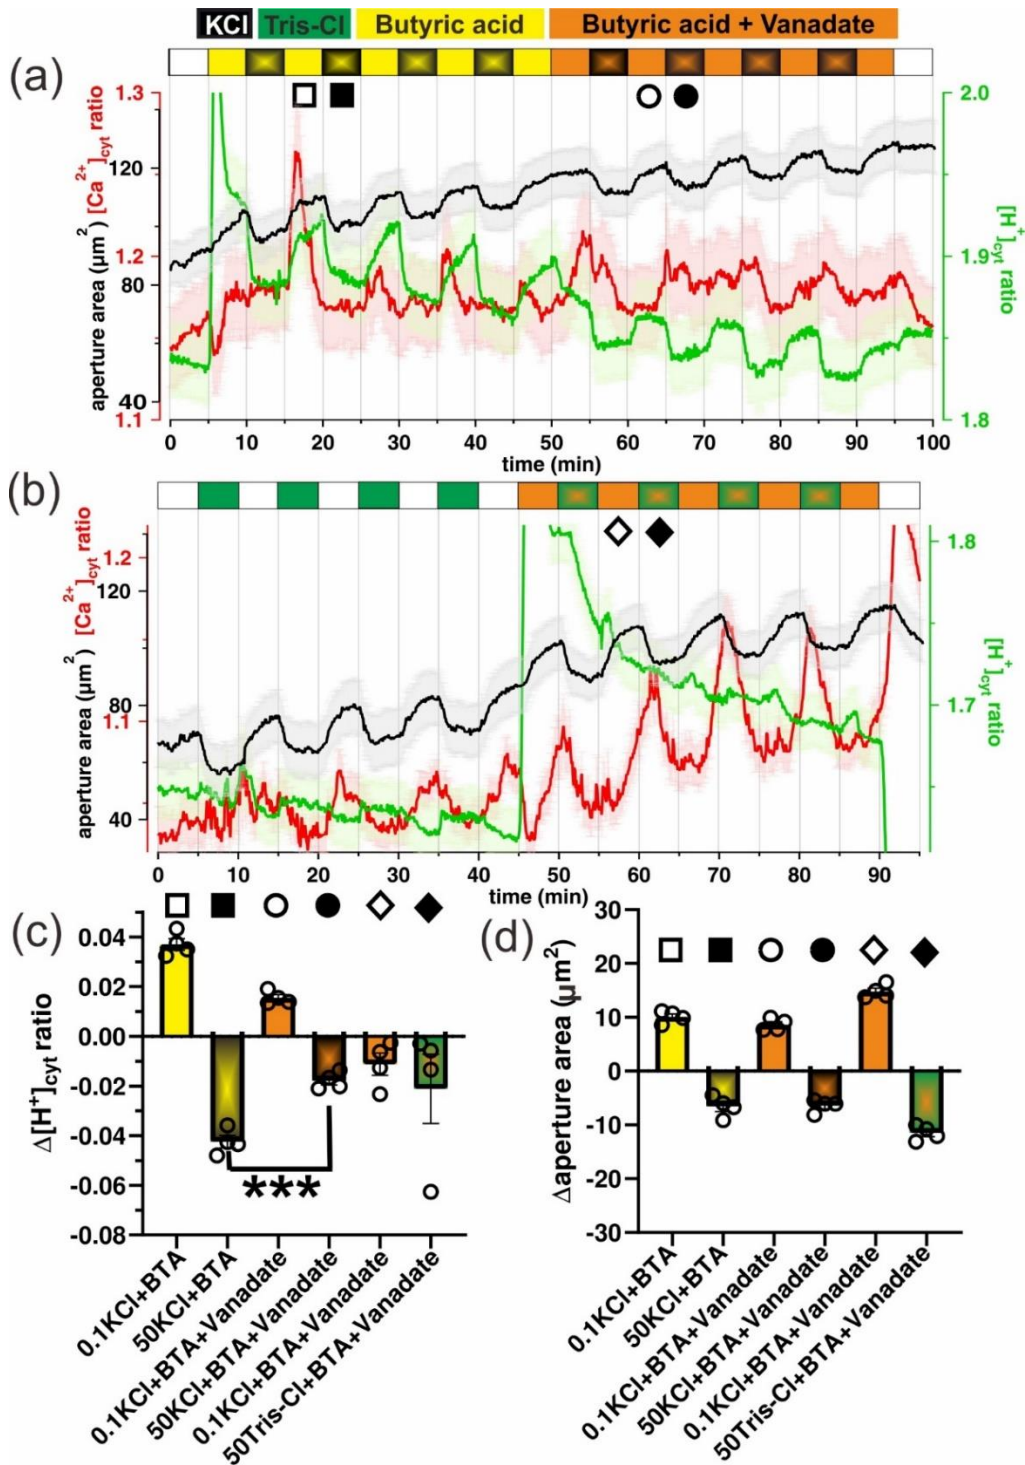 KCl Tris-Cl Butyric acid Butyric acid + Vanadate
(a)
1.3
1.2
1.1
[Ca2+]cyt ratio
120
80
40
aperture area (µm2)
2.0
1.9
1.8
[H+]cyt ratio
0 10 20 30 40 50 60 70 80 90 100
time (min)
(b)
1.2
1.1
[Ca2+]cyt ratio
120
80
40
aperture area (µm2)
1.8
1.7
[H+]cyt ratio
0 10 20 30 40 50 60 70 80 90
time (min)
(c)
0.04
0.02
0.00
-0.02
-0.04
-0.06
-0.08
Δ[H+]cyt ratio
***
0.1KCl+BTA
50KCl+BTA
0.1KCl+BTA+Vanadate
50KCl+BTA+Vanadate
0.1KCl+BTA+Vanadate
50Tris-Cl+BTA+Vanadate
(d)
30
20
10
0
-10
-20
-30
Δaperture area (µm2)
0.1KCl+BTA
50KCl+BTA
0.1KCl+BTA+Vanadate
50KCl+BTA+Vanadate
0.1KCl+BTA+Vanadate
50Tris-Cl+BTA+Vanadate